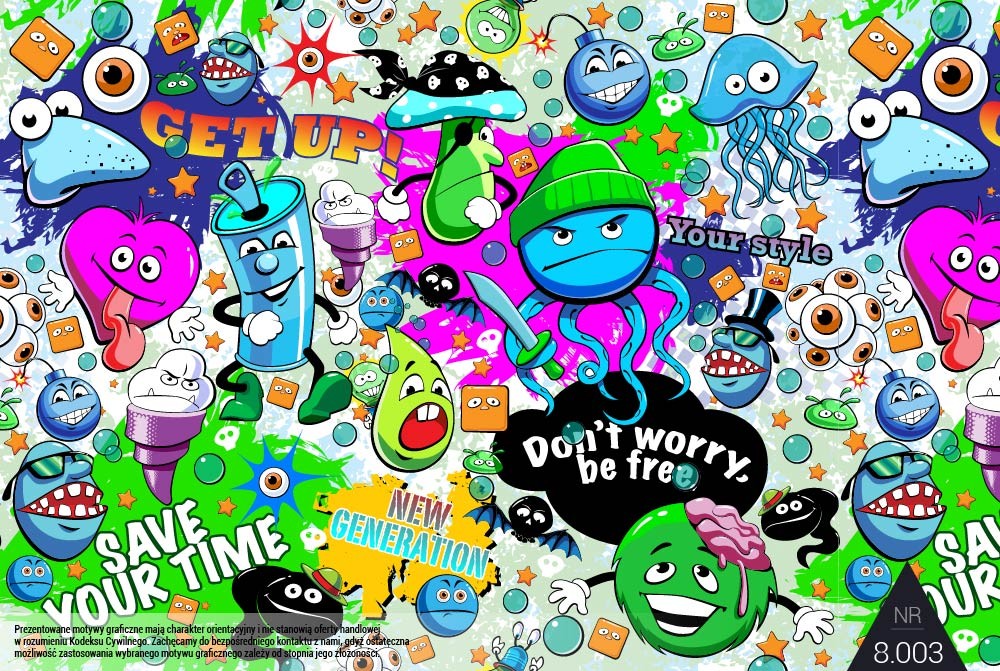 GET UP!
Your style
Don't worry,
be free
NEW
GENERATION
SAVE
YOUR TIME
SAVE
YOUR
Prezentowane motywy graficzne mają charakter orientacyjny i nie stanowią oferty handlowej
w rozumieniu Kodeksu Cywilnego. Zachęcamy do bezpośredniego kontaktu z nami, gdyż ostateczna
możliwość zastosowania wybranego motywu graficznego zależy od stopnia jego złożoności.
NR
8.003